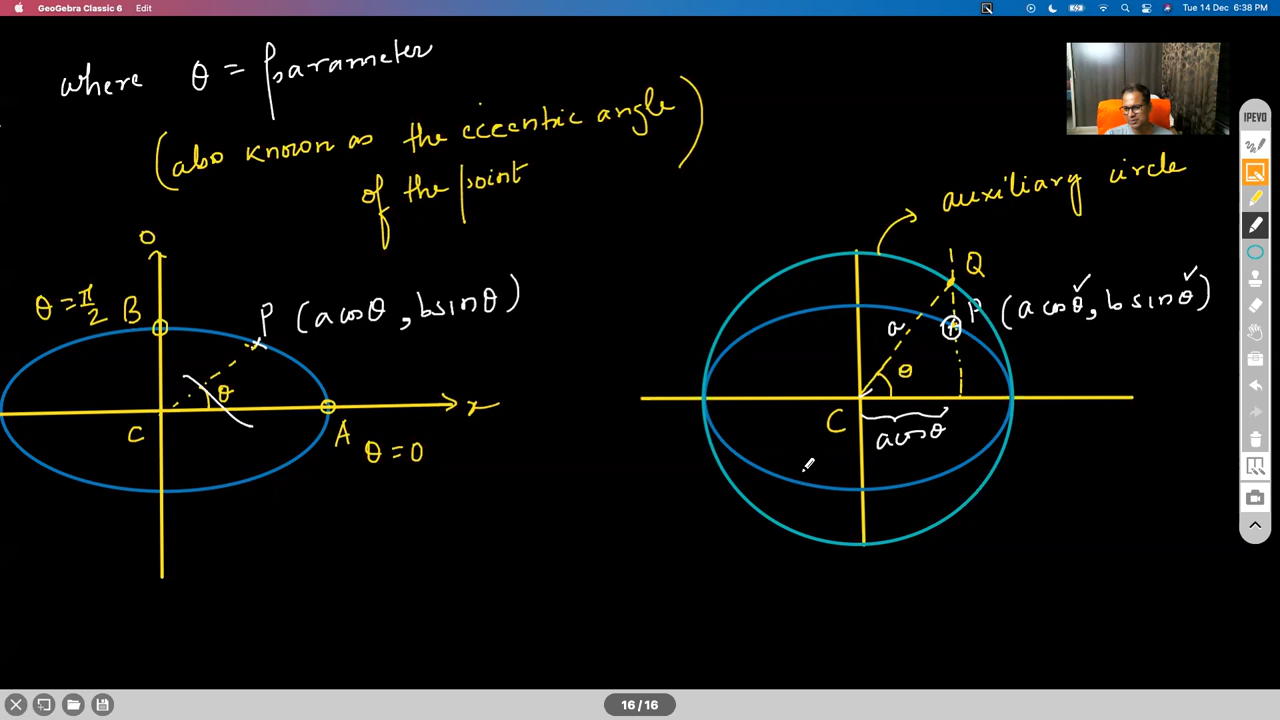 GeoGebra Classic 6 Edit
Tue 14 Dec 6:38 PM
where θ = parameter
(also known as the eccentric angle
of the point)
IPEVO
auxiliary circle
0
θ = π/2 B
P (a cosθ, b sinθ)
θ
C
A
x
θ = 0
Q
P (a cosθ, b sinθ)
a
θ
C
a cosθ
16/16